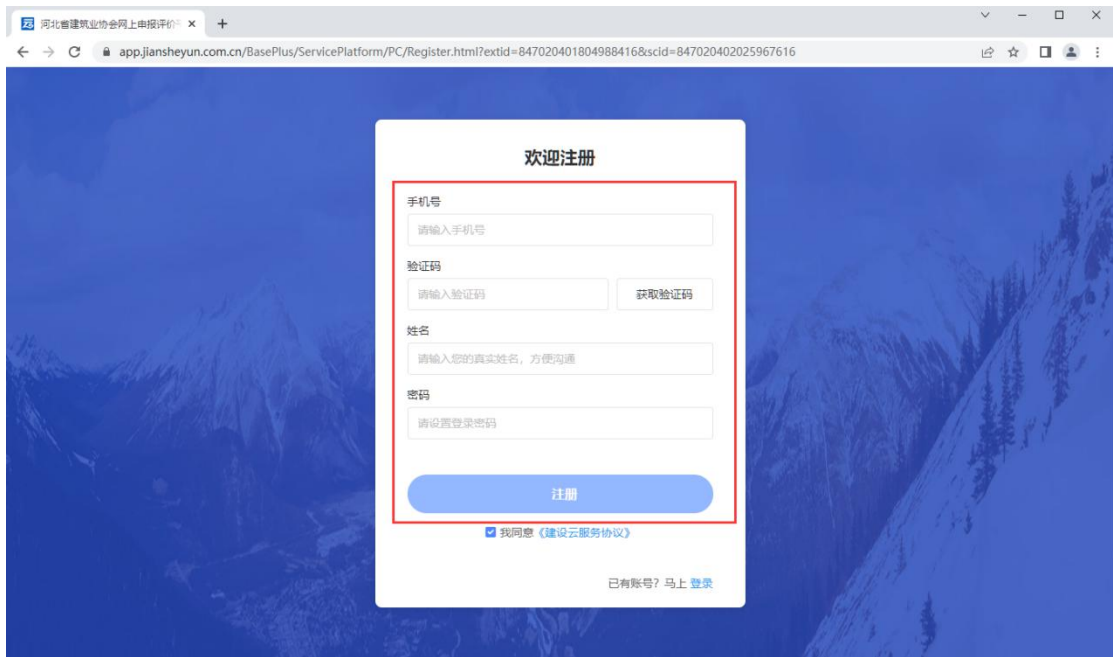 河北省建筑业协会网上申报评价
app.jiansheyun.com.cn/BasePlus/ServicePlatform/PC/Register.html?extid=847020401804988416&scid=847020402025967616
欢迎注册
手机号
请输入手机号
验证码
请输入验证码 获取验证码
姓名
请输入您的真实姓名，方便沟通
密码
请设置登录密码
注册
我同意《建设云服务协议》
已有账号？马上 登录